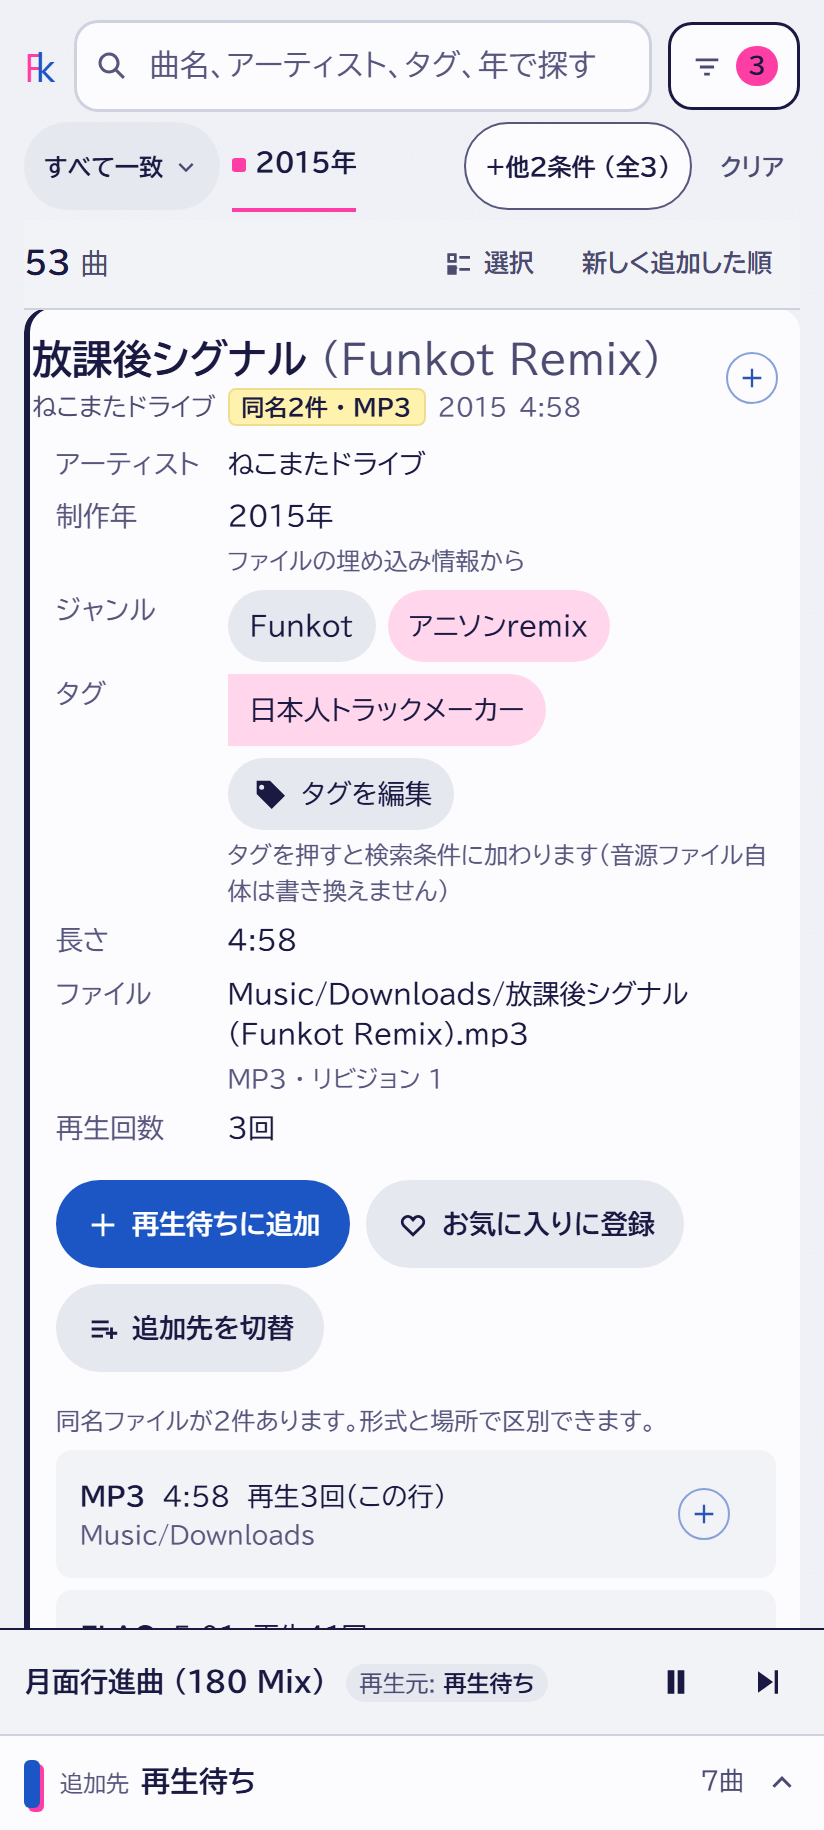 Fk
曲名、アーティスト、タグ、年で探す
3
すべて一致
2015年
+他2条件（全3）
クリア
53 曲
選択
新しく追加した順
放課後シグナル（Funkot Remix）
ねこまたドライブ 同名2件・MP3 2015 4:58
アーティスト ねこまたドライブ
制作年 2015年
ファイルの埋め込み情報から
ジャンル Funkot アニソンremix
タグ 日本人トラックメーカー
タグを編集
タグを押すと検索条件に加わります（音源ファイル自
体は書き換えません）
長さ 4:58
ファイル Music/Downloads/放課後シグナル
（Funkot Remix）.mp3
MP3・リビジョン 1
再生回数 3回
再生待ちに追加
お気に入りに登録
追加先を切替
同名ファイルが2件あります。形式と場所で区別できます。
MP3 4:58 再生3回（この行）
Music/Downloads
月面行進曲（180 Mix） 再生元: 再生待ち
追加先 再生待ち 7曲